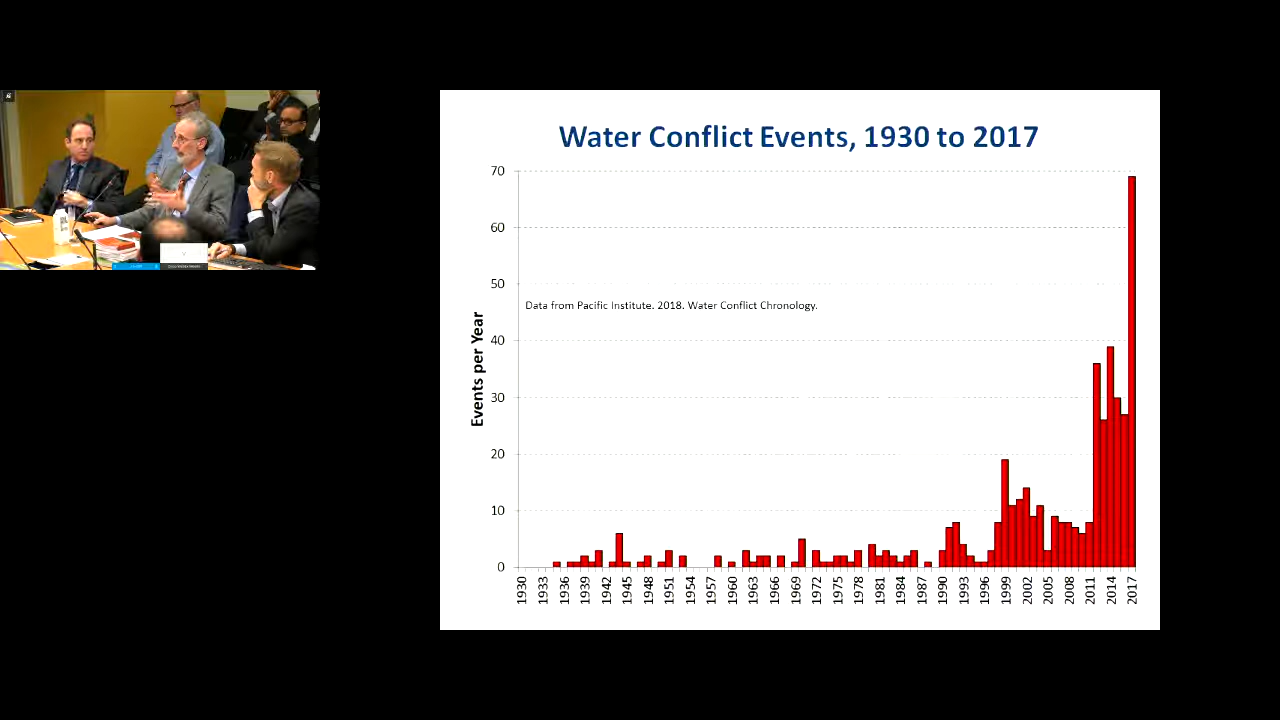 Water Conflict Events, 1930 to 2017
70
60
50
Data from Pacific Institute. 2018. Water Conflict Chronology.
Events per Year
40
30
20
10
0
1930 1933 1936 1939 1942 1945 1948 1951 1954 1957 1960 1963 1966 1969 1972 1975 1978 1981 1984 1987 1990 1993 1996 1999 2002 2005 2008 2011 2014 2017